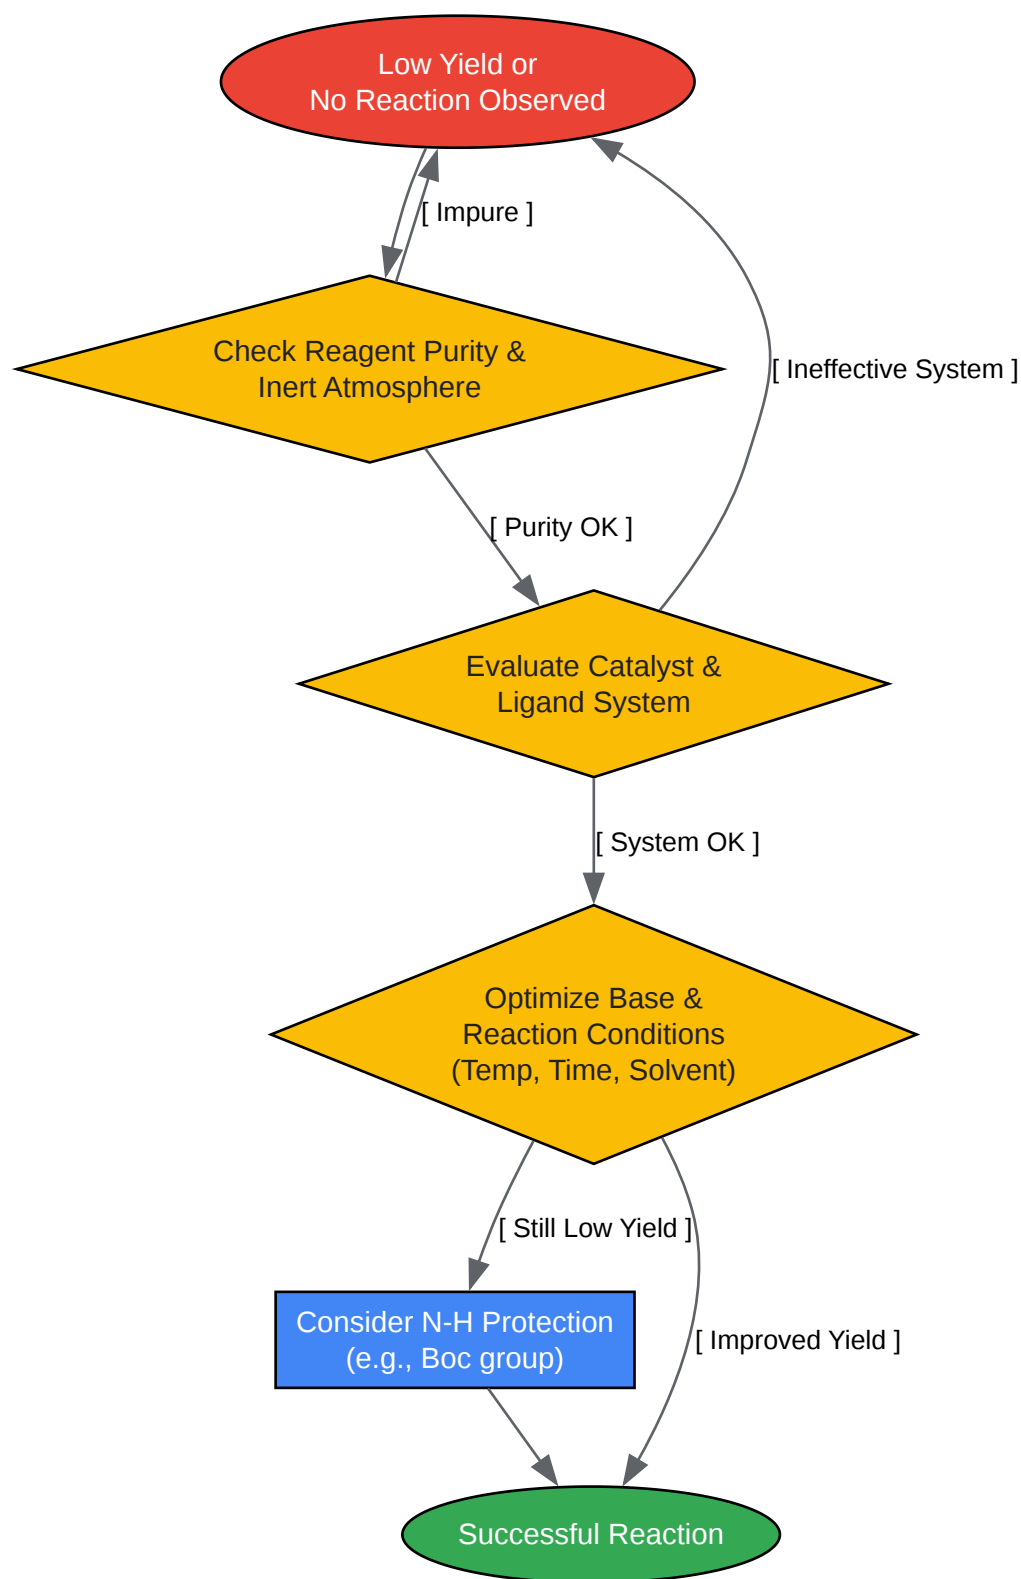 Low Yield or
No Reaction Observed
[ Impure ]
Check Reagent Purity &
Inert Atmosphere
[ Ineffective System ]
[ Purity OK ]
Evaluate Catalyst &
Ligand System
[ System OK ]
Optimize Base &
Reaction Conditions
(Temp, Time, Solvent)
[ Still Low Yield ]
Consider N-H Protection
(e.g., Boc group)
[ Improved Yield ]
Successful Reaction